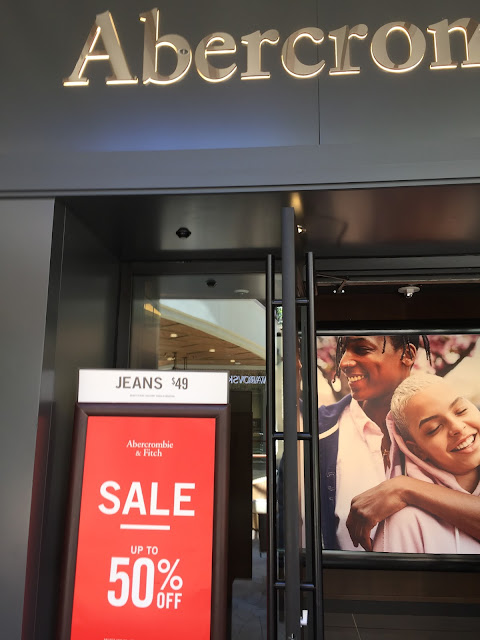 Abercrom
JEANS $49
Abercrombie
& Fitch
SALE
UP TO
50%
OFF